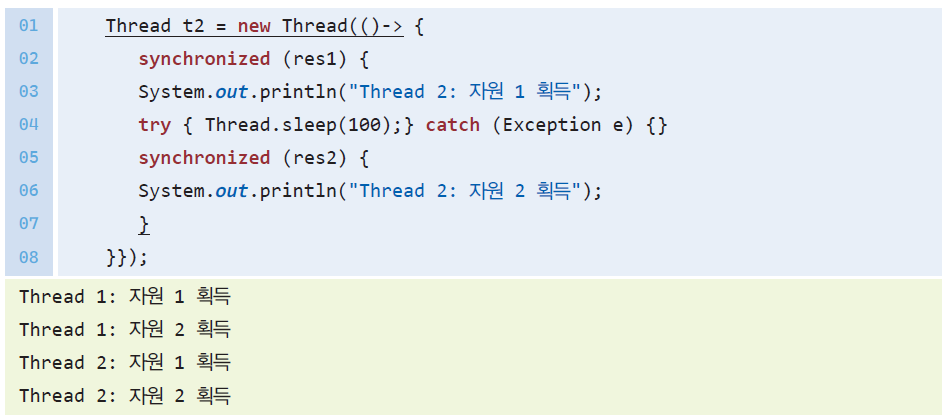 01 Thread t2 = new Thread(()-> {
02 synchronized (res1) {
03 System.out.println("Thread 2: 자원 1 획득");
04 try { Thread.sleep(100);} catch (Exception e) {}
05 synchronized (res2) {
06 System.out.println("Thread 2: 자원 2 획득");
07 }
08 }});
Thread 1: 자원 1 획득
Thread 1: 자원 2 획득
Thread 2: 자원 1 획득
Thread 2: 자원 2 획득